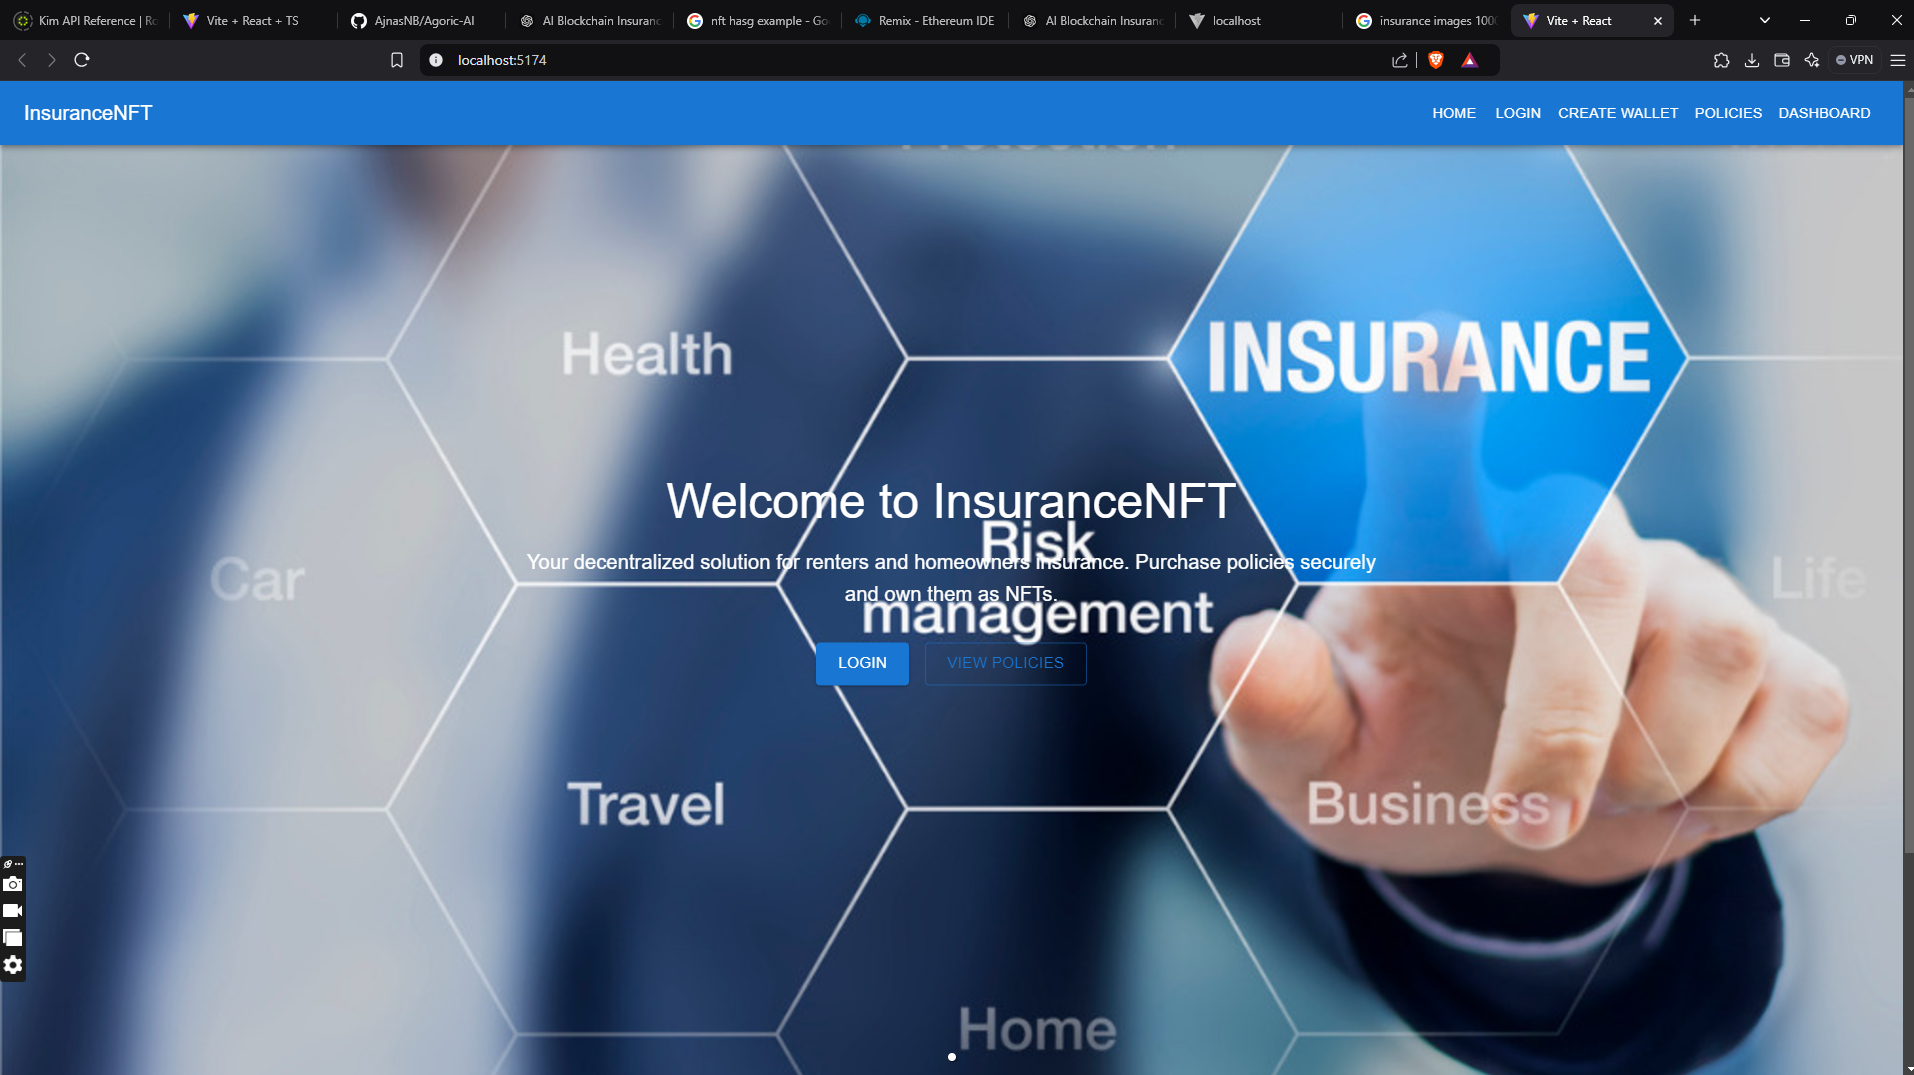 Kim API Reference | Ro
Vite + React + TS
AjnasNB/Agoric-AI
AI Blockchain Insuranc
nft hasg example - Go
Remix - Ethereum IDE
AI Blockchain Insuranc
localhost
insurance images 100
Vite + React
localhost:5174
VPN
InsuranceNFT
HOME
LOGIN
CREATE WALLET
POLICIES
DASHBOARD
Protection
Health
INSURANCE
Welcome to InsuranceNFT
Risk
Your decentralized solution for renters and homeowners insurance. Purchase policies securely
and own them as NFTs.
Car
Life
management
LOGIN
VIEW POLICIES
Travel
Business
Home